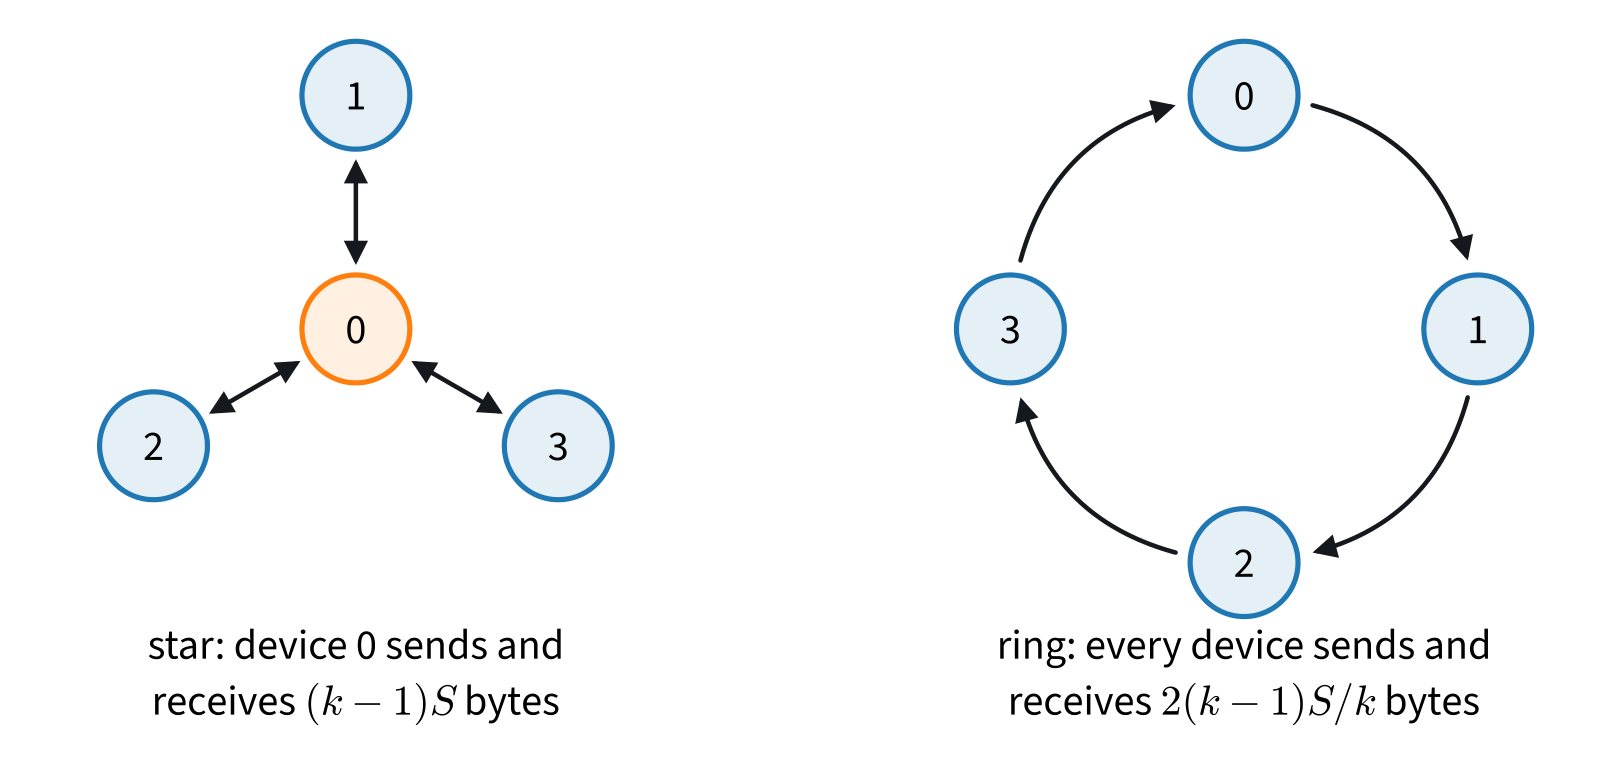 1
0
2
3
star: device 0 sends and
receives (k − 1)S bytes
0
3
1
2
ring: every device sends and
receives 2(k − 1)S/k bytes